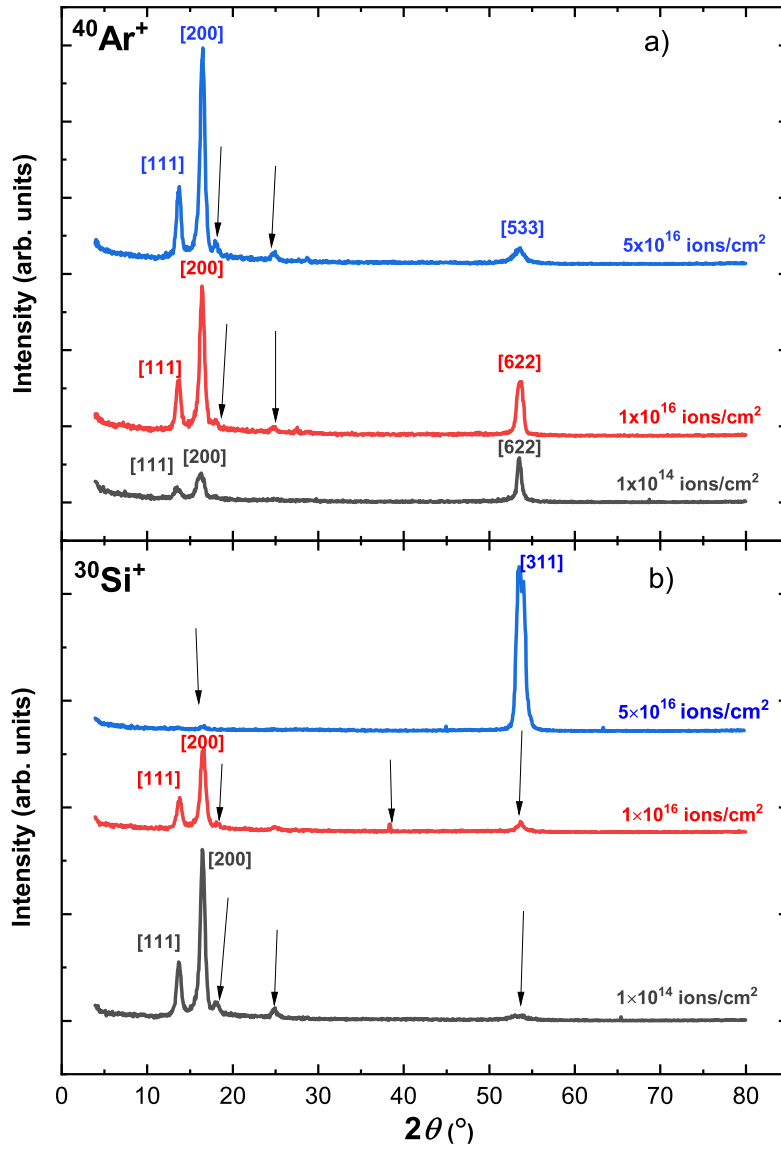 ⁴⁰Ar⁺
a)
[200]
[111]
[533]
5x10¹⁶ ions/cm²
[200]
[111]
[622]
1x10¹⁶ ions/cm²
[111]
[200]
[622]
1x10¹⁴ ions/cm²
Intensity (arb. units)
³⁰Si⁺
b)
[311]
5×10¹⁶ ions/cm²
[200]
[111]
1×10¹⁶ ions/cm²
[200]
[111]
1×10¹⁴ ions/cm²
Intensity (arb. units)
0 10 20 30 40 50 60 70 80
2θ (°)